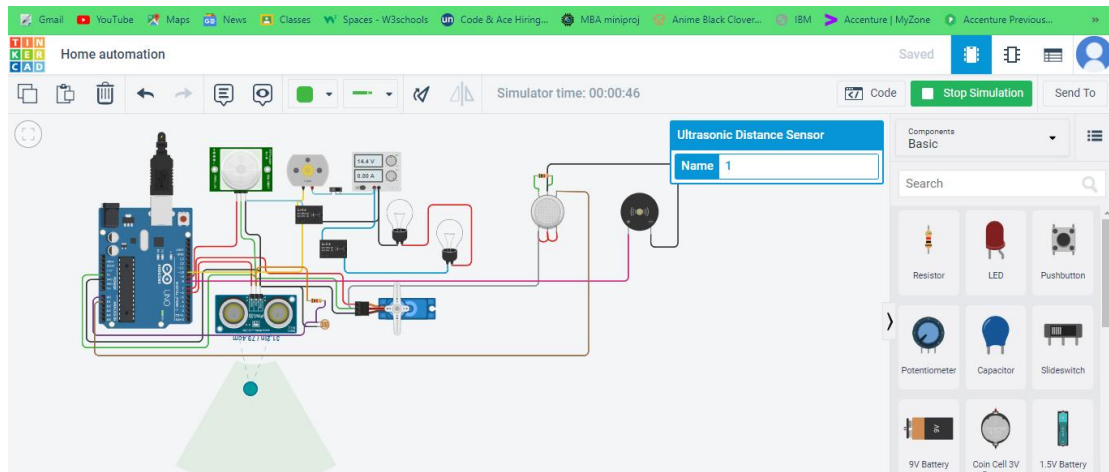 Gmail YouTube Maps News Classes Spaces - W3schools Code & Ace Hiring... MBA miniproj Anime Black Clover... IBM Accenture | MyZone Accenture Previous... »
TIN
KER
CAD
Home automation
Saved
Simulator time: 00:00:46
Code
Stop Simulation
Send To
Ultrasonic Distance Sensor
Name 1
Components
Basic
Search
14.4 V
0.00 A
UNO
Resistor LED Pushbutton
Potentiometer Capacitor Slideswitch
9V
9V Battery Coin Cell 3V 1.5V Battery